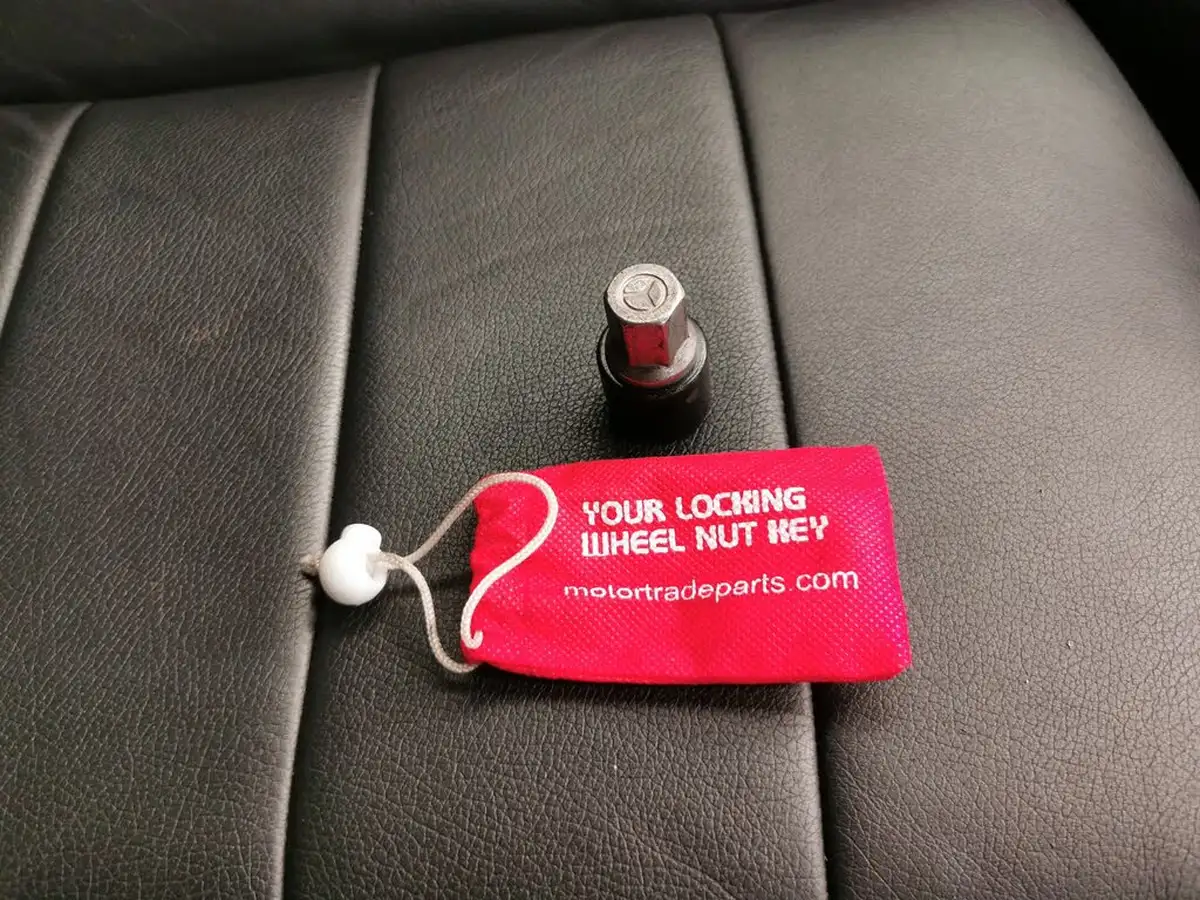 YOUR LOCKING
WHEEL NUT KEY
motortradeparts.com